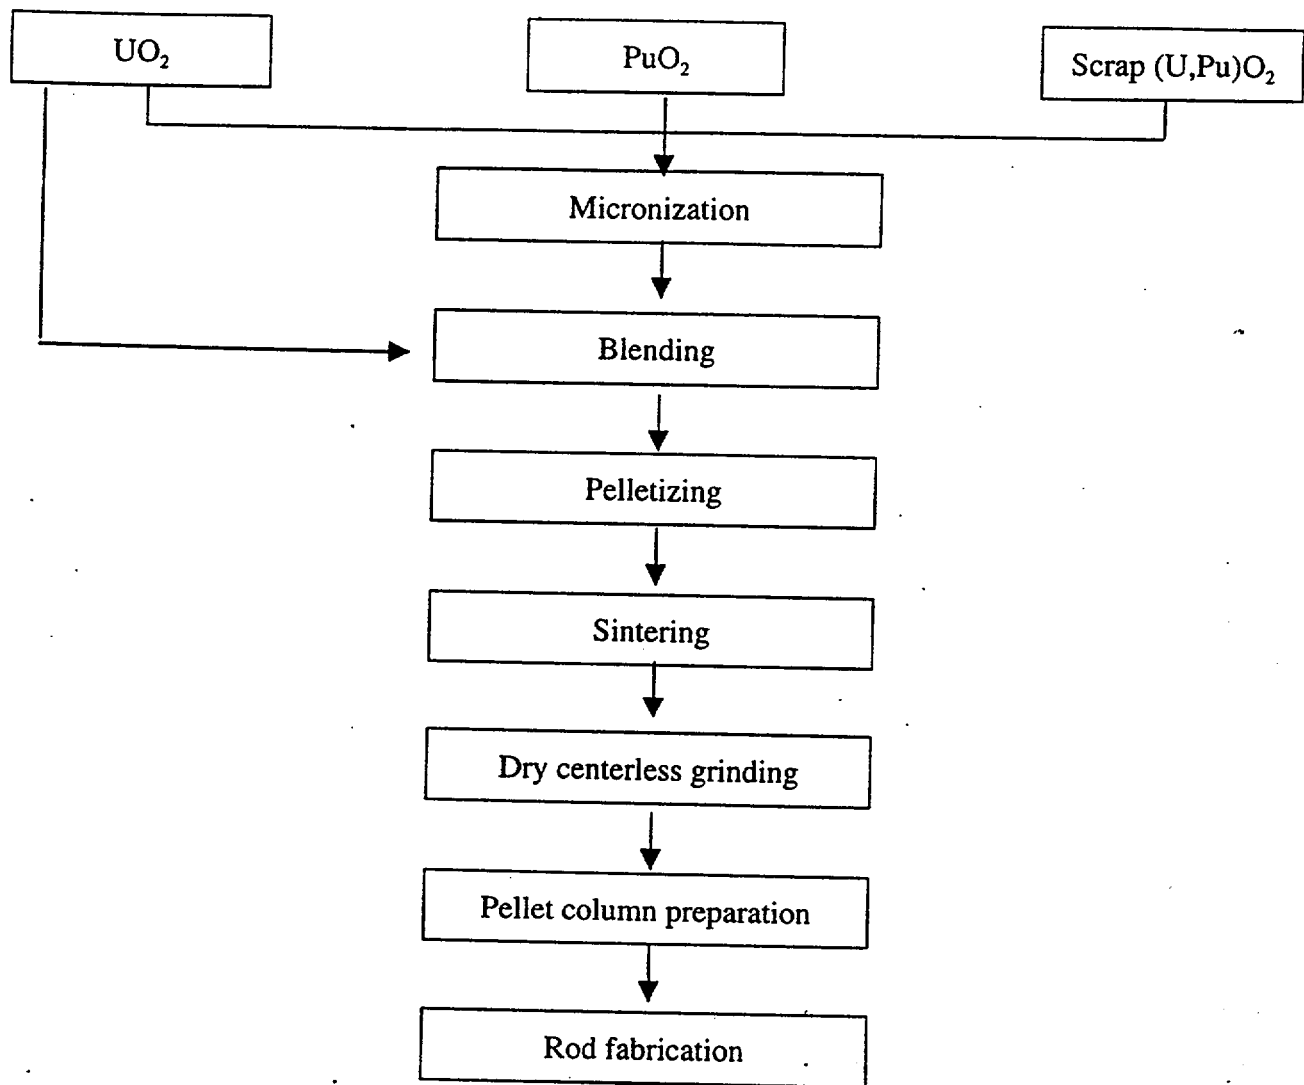 UO₂
PuO₂
Scrap (U,Pu)O₂
Micronization
Blending
Pelletizing
Sintering
Dry centerless grinding
Pellet column preparation
Rod fabrication